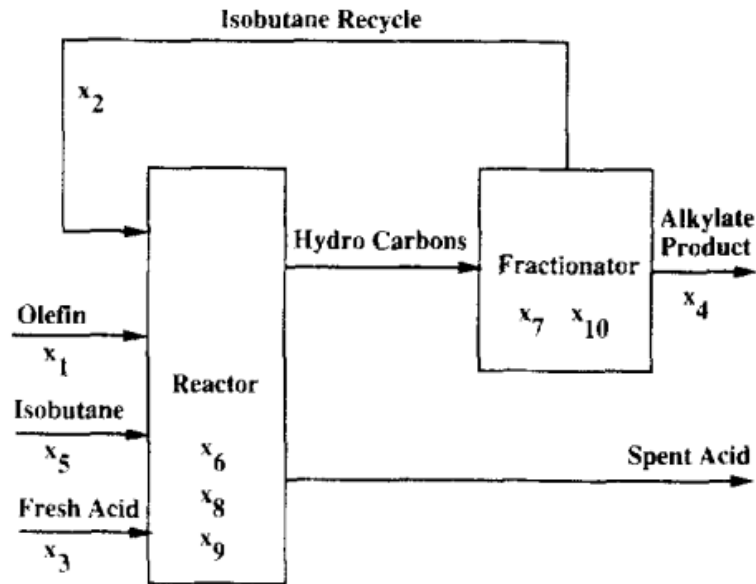 Isobutane Recycle
x2
Hydro Carbons
Alkylate
Product
x4
Fractionator
x7 x10
Olefin
x1
Reactor
Isobutane
x5
x6
x8
x9
Spent Acid
Fresh Acid
x3